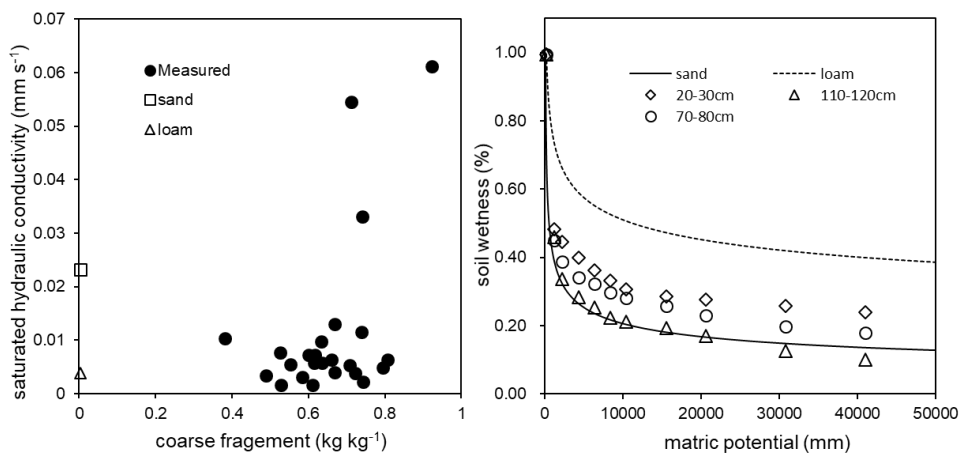 saturated hydraulic conductivity (mm s-1)
0.07
0.06
0.05
0.04
0.03
0.02
0.01
0
Measured
sand
loam
0 0.2 0.4 0.6 0.8 1
coarse fragement (kg kg-1)
soil wetness (%)
1.00
0.80
0.60
0.40
0.20
0.00
sand loam
20-30cm 110-120cm
70-80cm
0 10000 20000 30000 40000 50000
matric potential (mm)